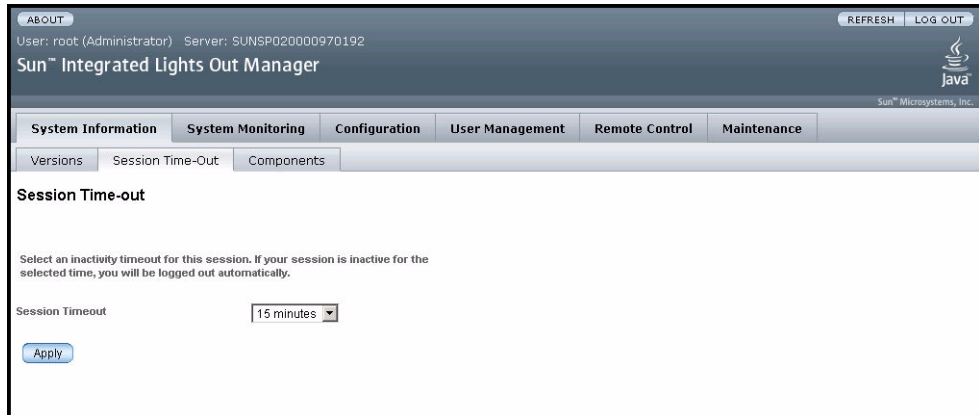 ABOUT
REFRESH LOG OUT
User: root (Administrator) Server: SUNSP020000970192
Sun™ Integrated Lights Out Manager
Java™
Sun™ Microsystems, Inc.
System Information System Monitoring Configuration User Management Remote Control Maintenance
Versions Session Time-Out Components
Session Time-out
Select an inactivity timeout for this session. If your session is inactive for the
selected time, you will be logged out automatically.
Session Timeout 15 minutes
Apply